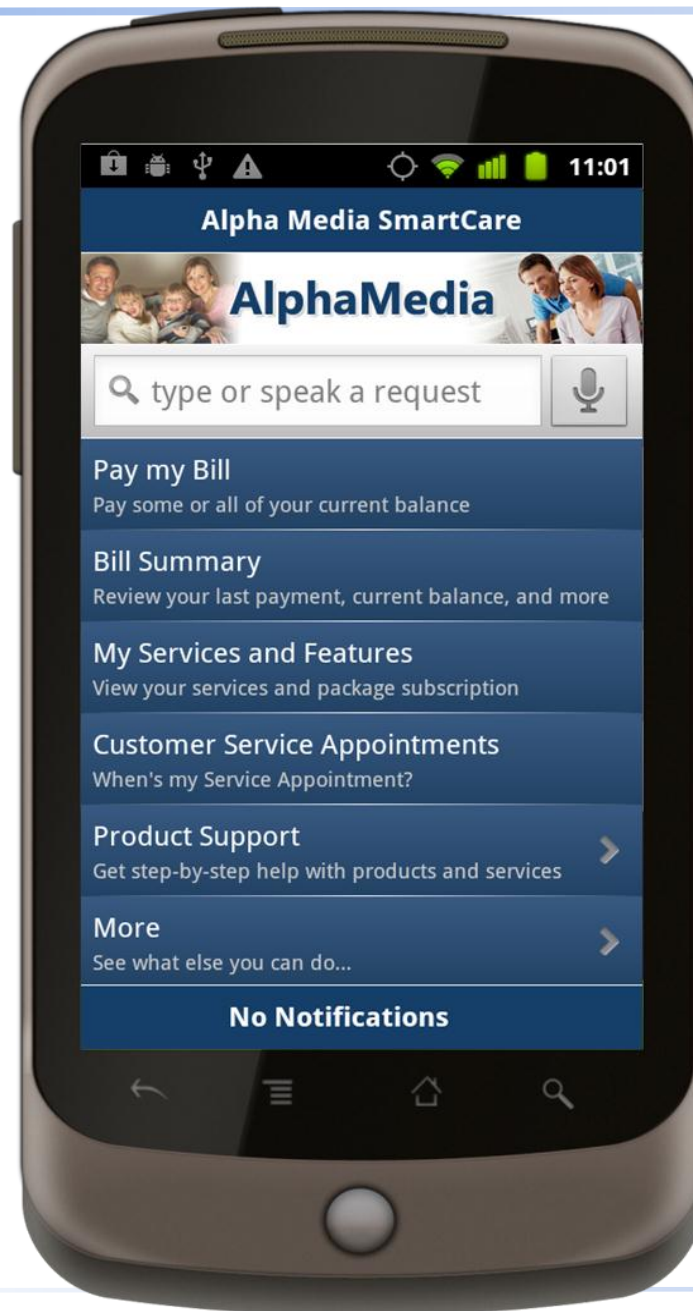 11:01
Alpha Media SmartCare
AlphaMedia
type or speak a request
Pay my Bill
Pay some or all of your current balance
Bill Summary
Review your last payment, current balance, and more
My Services and Features
View your services and package subscription
Customer Service Appointments
When's my Service Appointment?
Product Support
Get step-by-step help with products and services
More
See what else you can do...
No Notifications